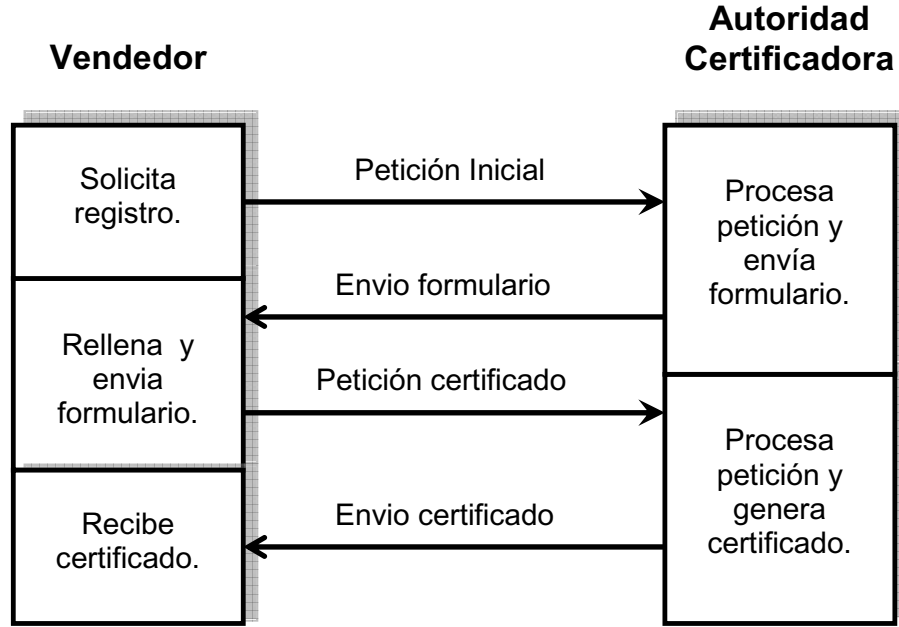 Vendedor
Autoridad
Certificadora
Solicita
registro.
Petición Inicial
Procesa
petición y
envía
formulario.
Envio formulario
Rellena y
envia
formulario.
Petición certificado
Procesa
petición y
genera
certificado.
Envio certificado
Recibe
certificado.